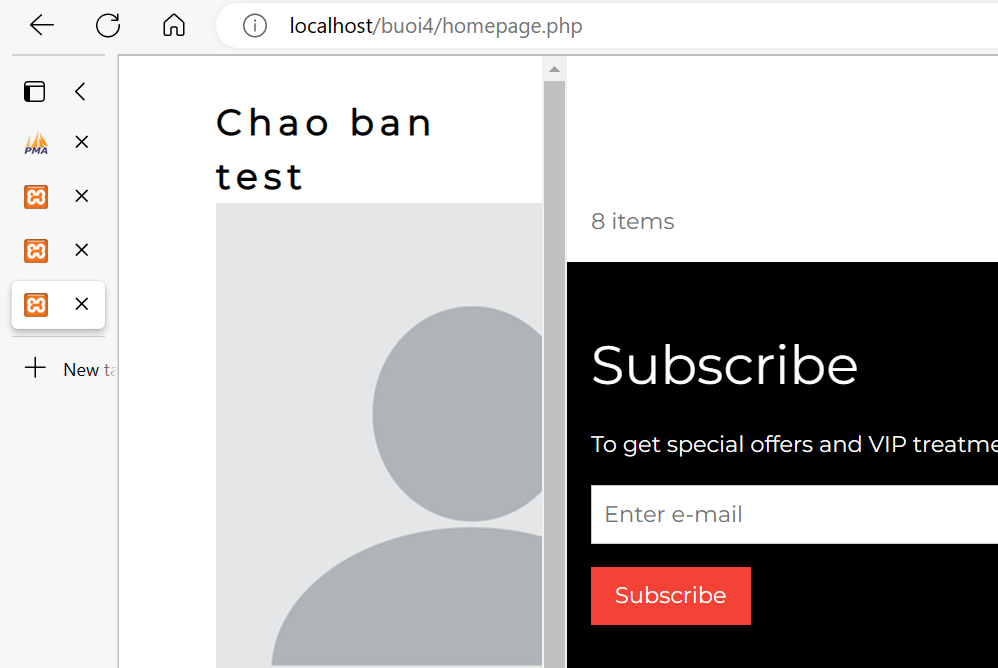 localhost/buoi4/homepage.php
PMA
New ta
Chao ban
test
8 items
Subscribe
To get special offers and VIP treatme
Enter e-mail
Subscribe